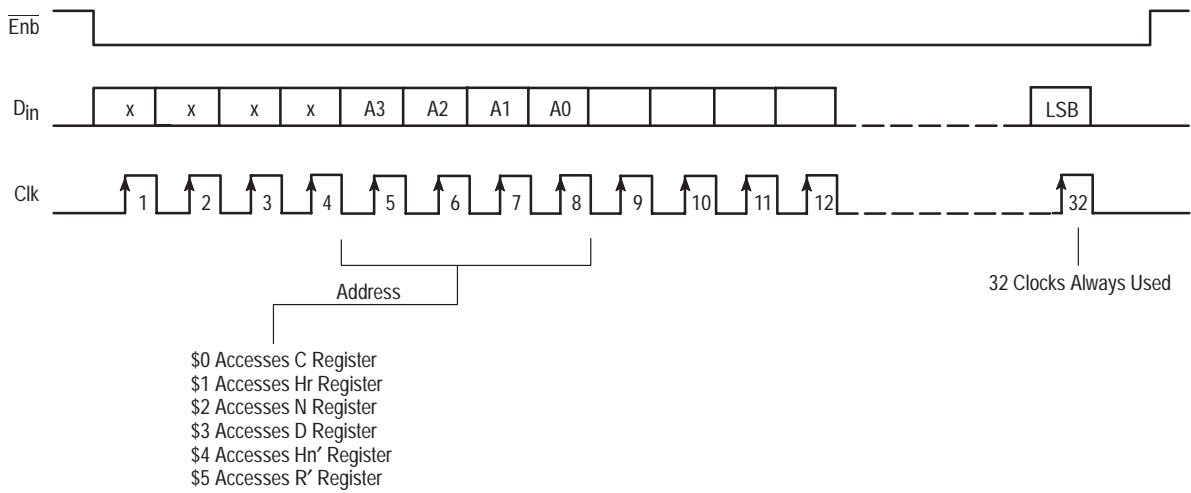 Enb
Din
x x x x A3 A2 A1 A0 LSB
Clk
1 2 3 4 5 6 7 8 9 10 11 12 32
Address
32 Clocks Always Used
$0 Accesses C Register
$1 Accesses Hr Register
$2 Accesses N Register
$3 Accesses D Register
$4 Accesses Hn′ Register
$5 Accesses R′ Register